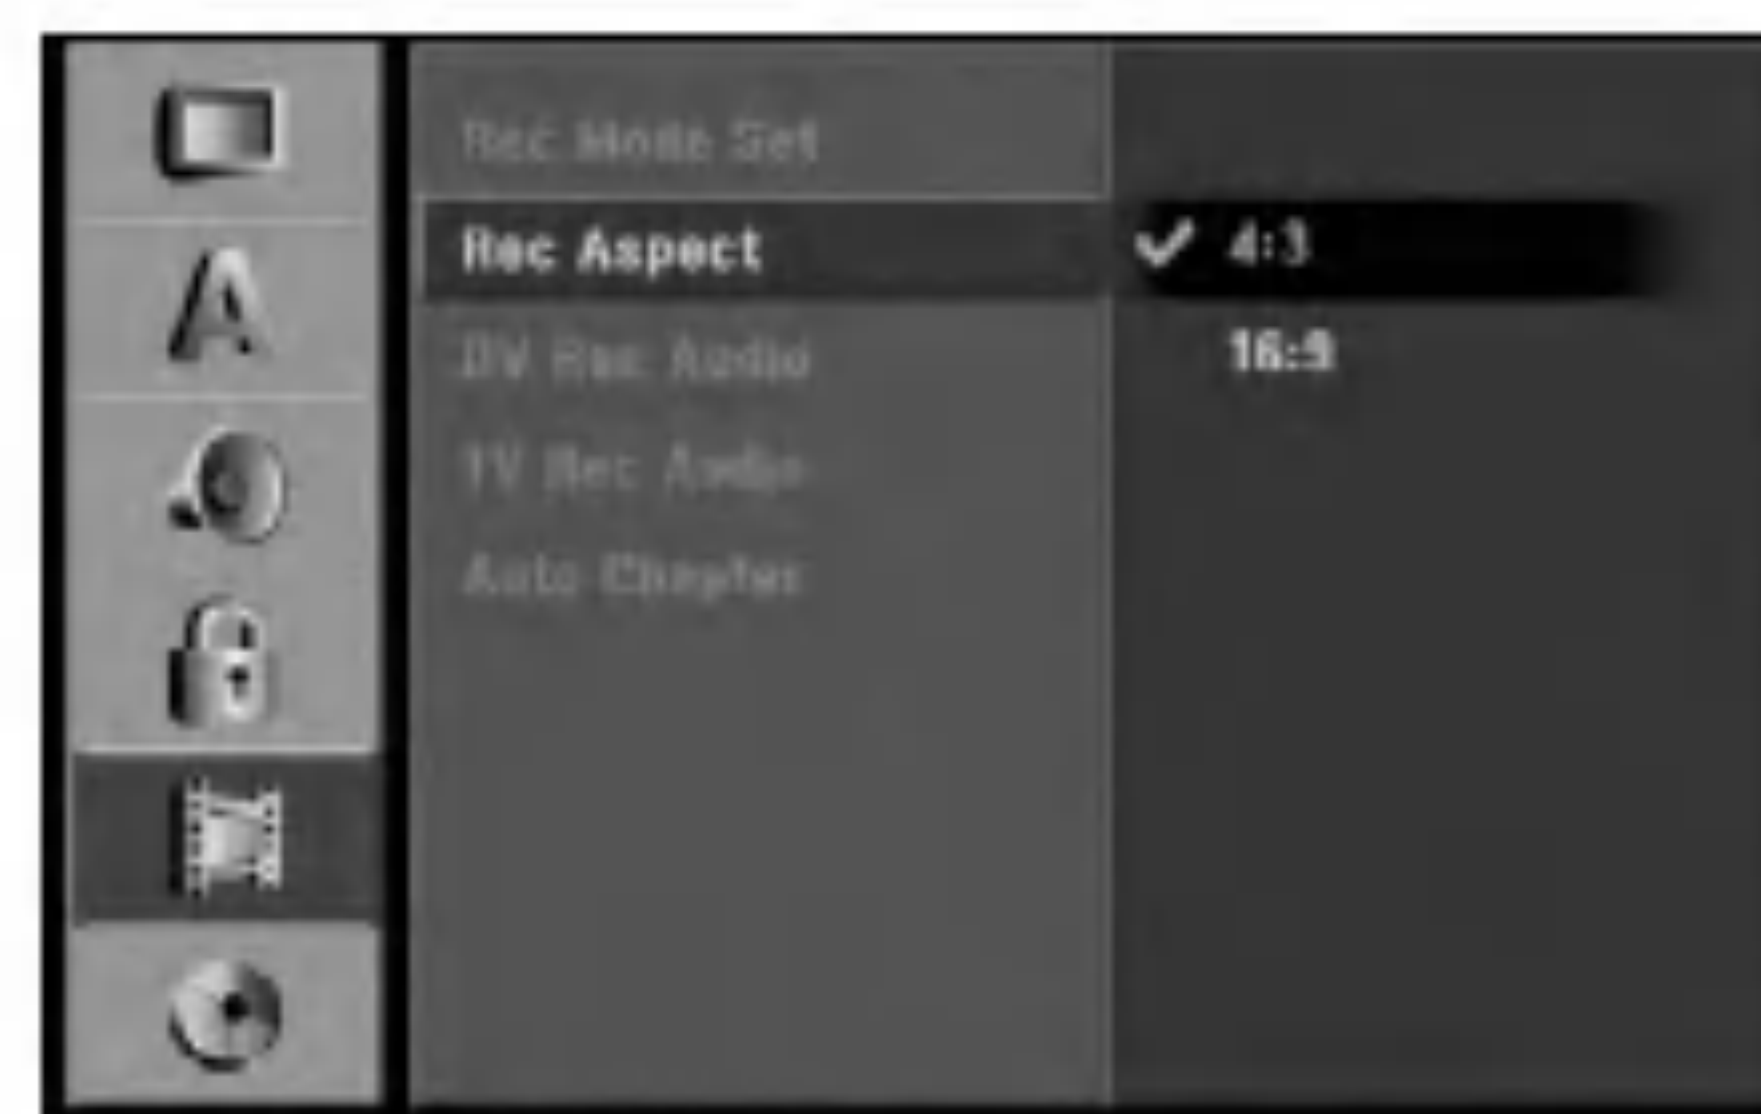 Rec Mode Set
Rec Aspect
4:3
16:9
DV Rec Audio
TV Rec Audio
Auto Chapter